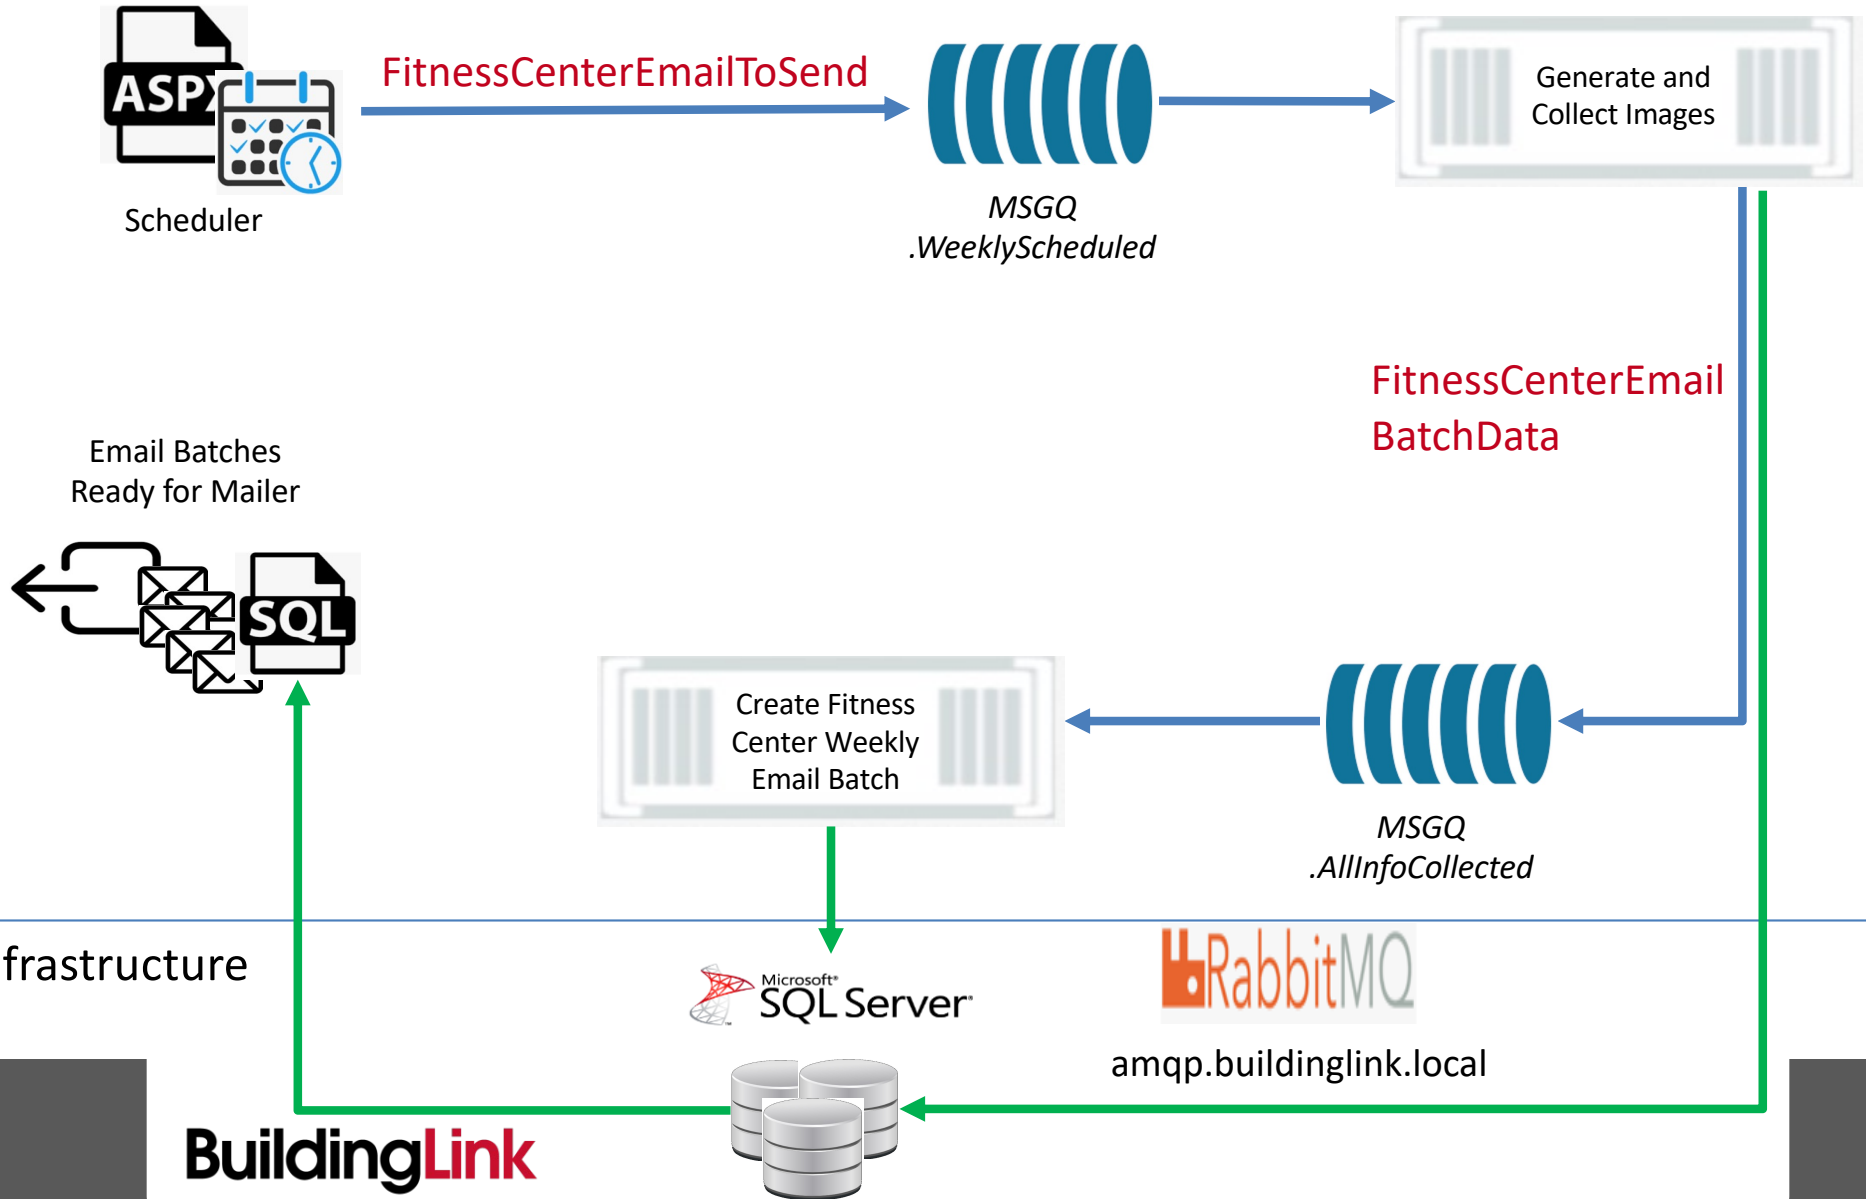 ASPX
FitnessCenterEmailToSend
Generate and
Collect Images
Scheduler
MSGQ
.WeeklyScheduled
FitnessCenterEmail
BatchData
Email Batches
Ready for Mailer
SQL
Create Fitness
Center Weekly
Email Batch
MSGQ
.AllInfoCollected
frastructure
Microsoft®
SQL Server®
RabbitMQ
amqp.buildinglink.local
BuildingLink